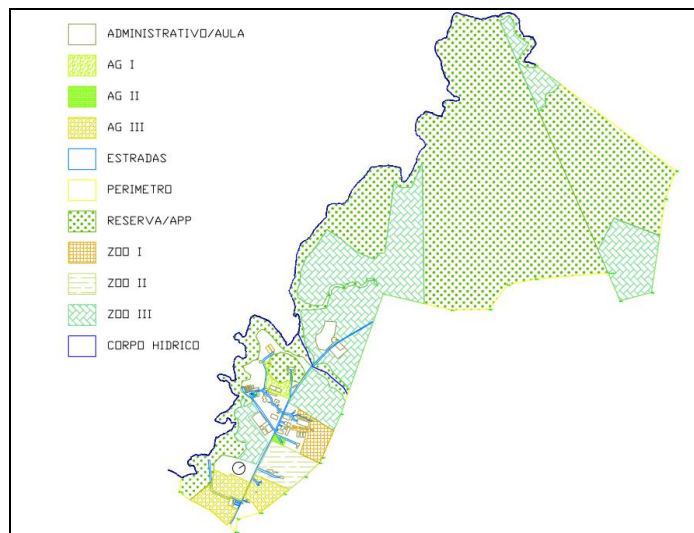 ADMINISTRATIVO/AULA
AG I
AG II
AG III
ESTRADAS
PERIMETRO
RESERVA/APP
ZOO I
ZOO II
ZOO III
CORPO HIDRICO